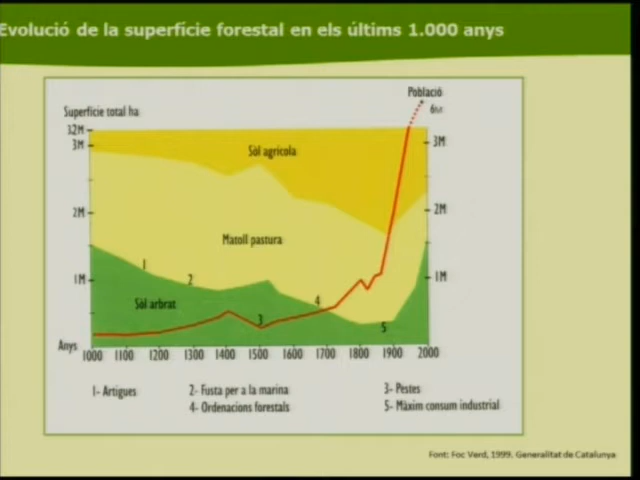 Evolució de la superfície forestal en els últims 1.000 anys
Població
6M
Superfície total ha
3M
3M
Sòl agrícola
2M
2M
Matoll pastura
1M
1M
1
2
Sòl arbrat
3
4
5
Anys
1000 1100 1200 1300 1400 1500 1600 1700 1800 1900 2000
1- Artigues
2- Fusta per a la marina
3- Pestes
4- Ordenacions forestals
5- Màxim consum industrial
Font: Foc Verd, 1999. Generalitat de Catalunya